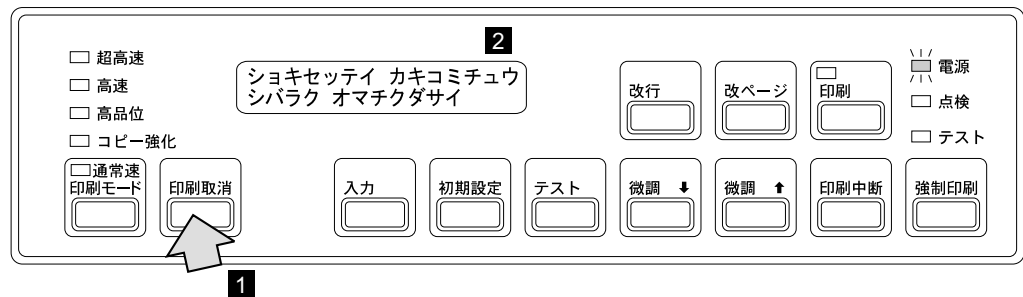 2
超高速
高速
高品位
コピー強化
通常速
印刷モード
印刷取消
ショキセッテイ カキコミチュウ
シバラク オマチクダサイ
改行
改ページ
印刷
電源
点検
テスト
入力
初期設定
テスト
微調 ⬇
微調 ⬆
印刷中断
強制印刷
1